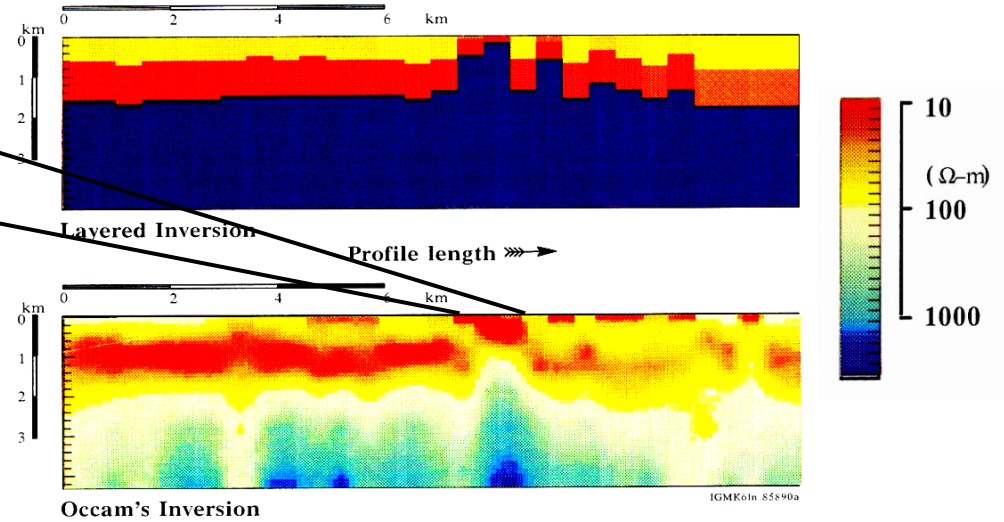 0 2 4 6 km
km
0
1
2
3
Layered Inversion
Profile length
0 2 4 6 km
km
0
1
2
3
IGMKöln 85890a
Occam's Inversion
10
(Ω-m)
100
1000